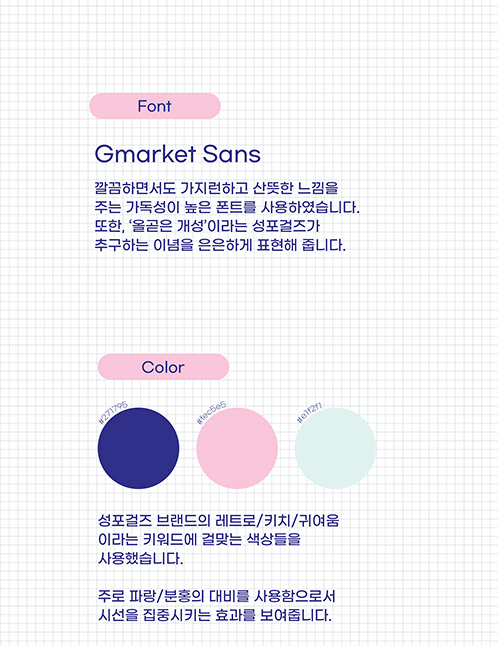 Font
Gmarket Sans
깔끔하면서도 가지런하고 산뜻한 느낌을
주는 가독성이 높은 폰트를 사용하였습니다.
또한, ‘올곧은 개성’이라는 성포걸즈가
추구하는 이념을 은은하게 표현해 줍니다.
Color
#271795
#fec5e5
#e1f2f1
성포걸즈 브랜드의 레트로/키치/귀여움
이라는 키워드에 걸맞는 색상들을
사용했습니다.
주로 파랑/분홍의 대비를 사용함으로서
시선을 집중시키는 효과를 보여줍니다.